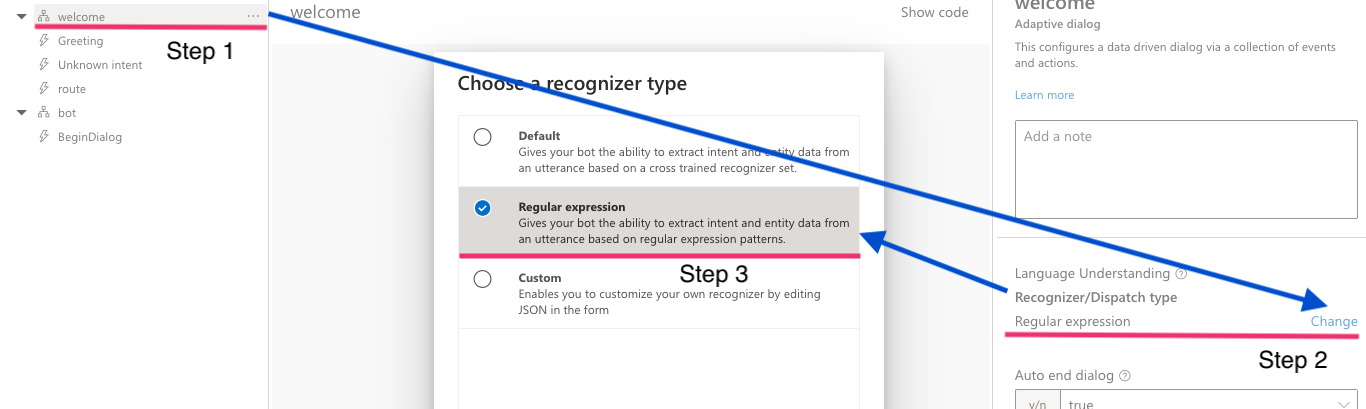 welcome
...
Step 1
Greeting
Unknown intent
route
bot
BeginDialog
welcome
Show code
Choose a recognizer type
Default
Gives your bot the ability to extract intent and entity data from
an utterance based on a cross trained recognizer set.
Regular expression
Gives your bot the ability to extract intent and entity data from
an utterance based on regular expression patterns.
Step 3
Custom
Enables you to customize your own recognizer by editing
JSON in the form
welcome
Adaptive dialog
This configures a data driven dialog via a collection of events
and actions.
Learn more
Add a note
Language Understanding ?
Recognizer/Dispatch type
Regular expression
Change
Step 2
Auto end dialog ?
y/n true